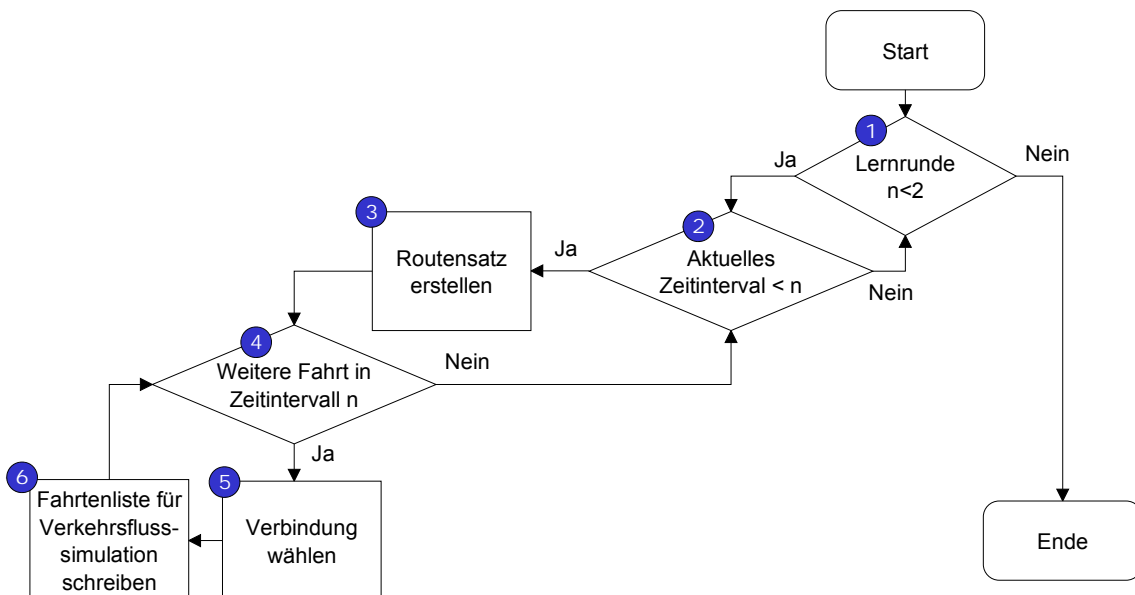 Start
1
Lernrunde
n<2
Ja
Nein
2
Aktuelles
Zeitinterval < n
Ja
Nein
3
Routensatz
erstellen
4
Weitere Fahrt in
Zeitintervall n
Nein
Ja
5
Verbindung
wählen
6
Fahrtenliste für
Verkehrsfluss-
simulation
schreiben
Ende